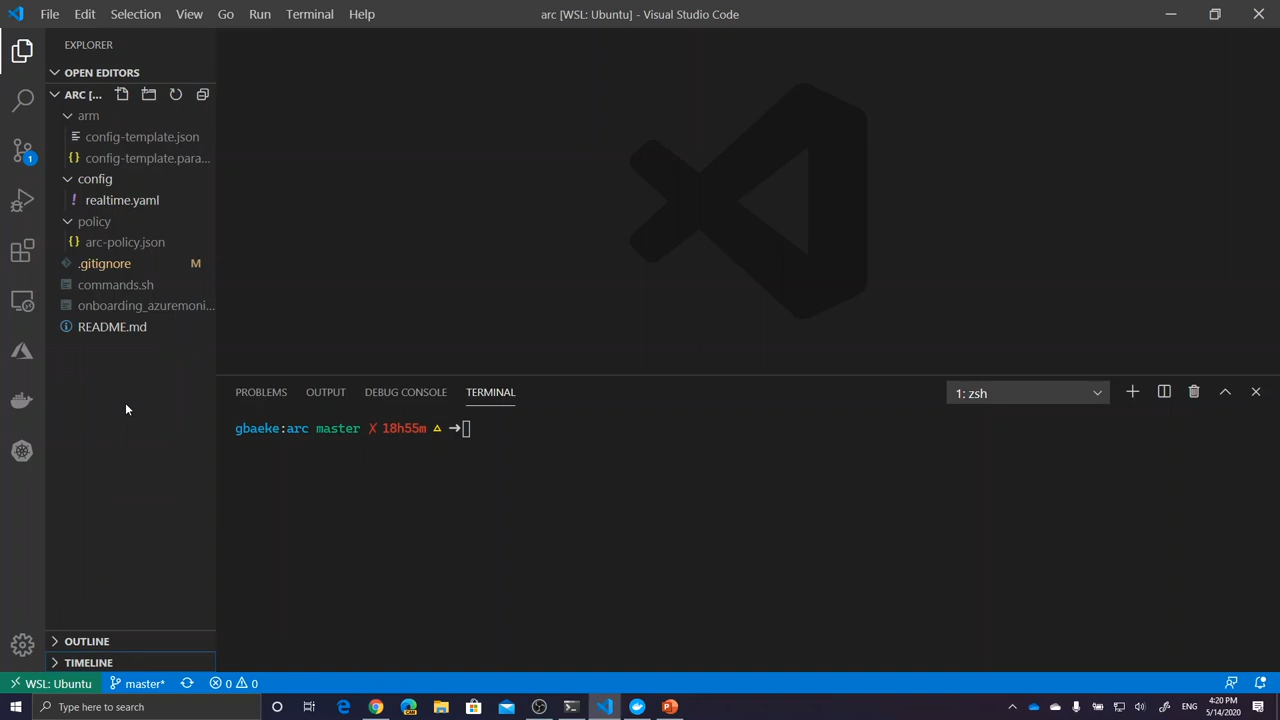 File Edit Selection View Go Run Terminal Help
arc [WSL: Ubuntu] - Visual Studio Code
EXPLORER
OPEN EDITORS
ARC [...
arm
config-template.json
config-template.para...
config
realtime.yaml
policy
arc-policy.json
.gitignore M
commands.sh
onboarding_azuremoni...
README.md
1
PROBLEMS OUTPUT DEBUG CONSOLE TERMINAL
1: zsh
gbaeke:arc master ✗ 18h55m △ ➜
OUTLINE
TIMELINE
WSL: Ubuntu master* 0 0
Type here to search
4:20 PM
ENG
5/14/2020